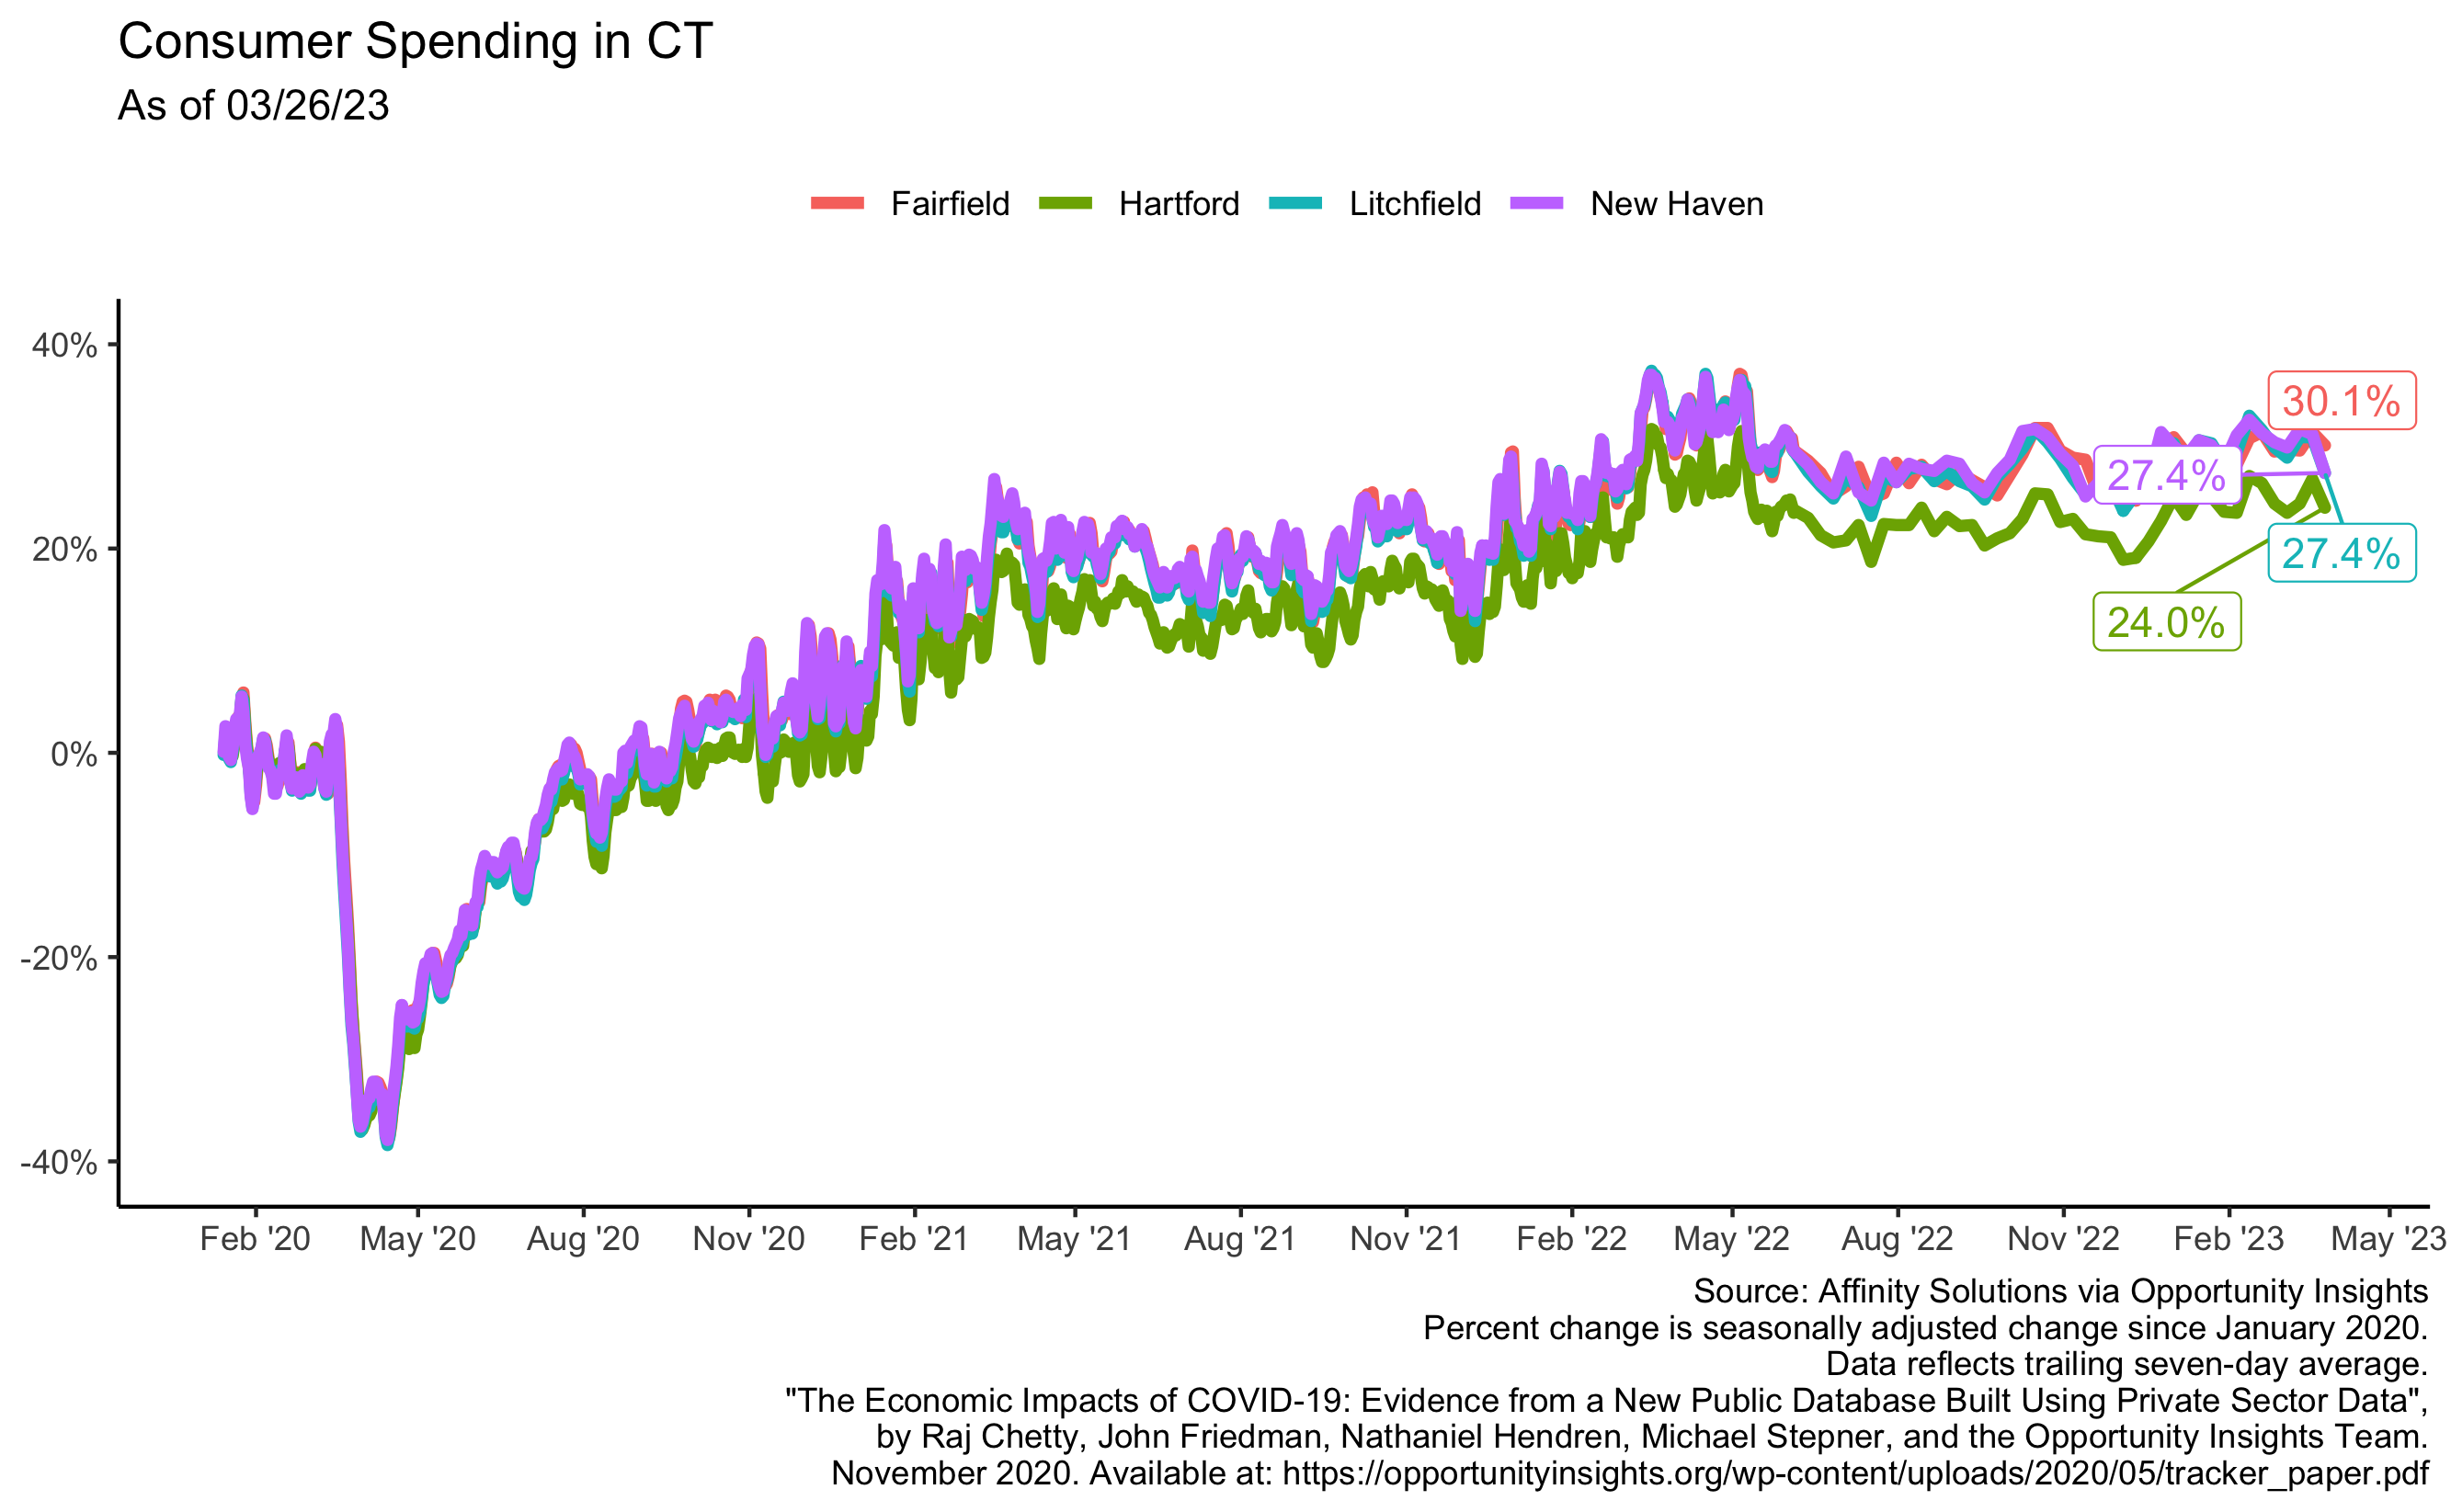 Consumer Spending in CT
As of 03/26/23
Fairfield Hartford Litchfield New Haven
40%
20%
0%
-20%
-40%
30.1%
27.4%
27.4%
24.0%
Feb '20 May '20 Aug '20 Nov '20 Feb '21 May '21 Aug '21 Nov '21 Feb '22 May '22 Aug '22 Nov '22 Feb '23 May '23
Source: Affinity Solutions via Opportunity Insights
Percent change is seasonally adjusted change since January 2020.
Data reflects trailing seven-day average.
"The Economic Impacts of COVID-19: Evidence from a New Public Database Built Using Private Sector Data",
by Raj Chetty, John Friedman, Nathaniel Hendren, Michael Stepner, and the Opportunity Insights Team.
November 2020. Available at: https://opportunityinsights.org/wp-content/uploads/2020/05/tracker_paper.pdf